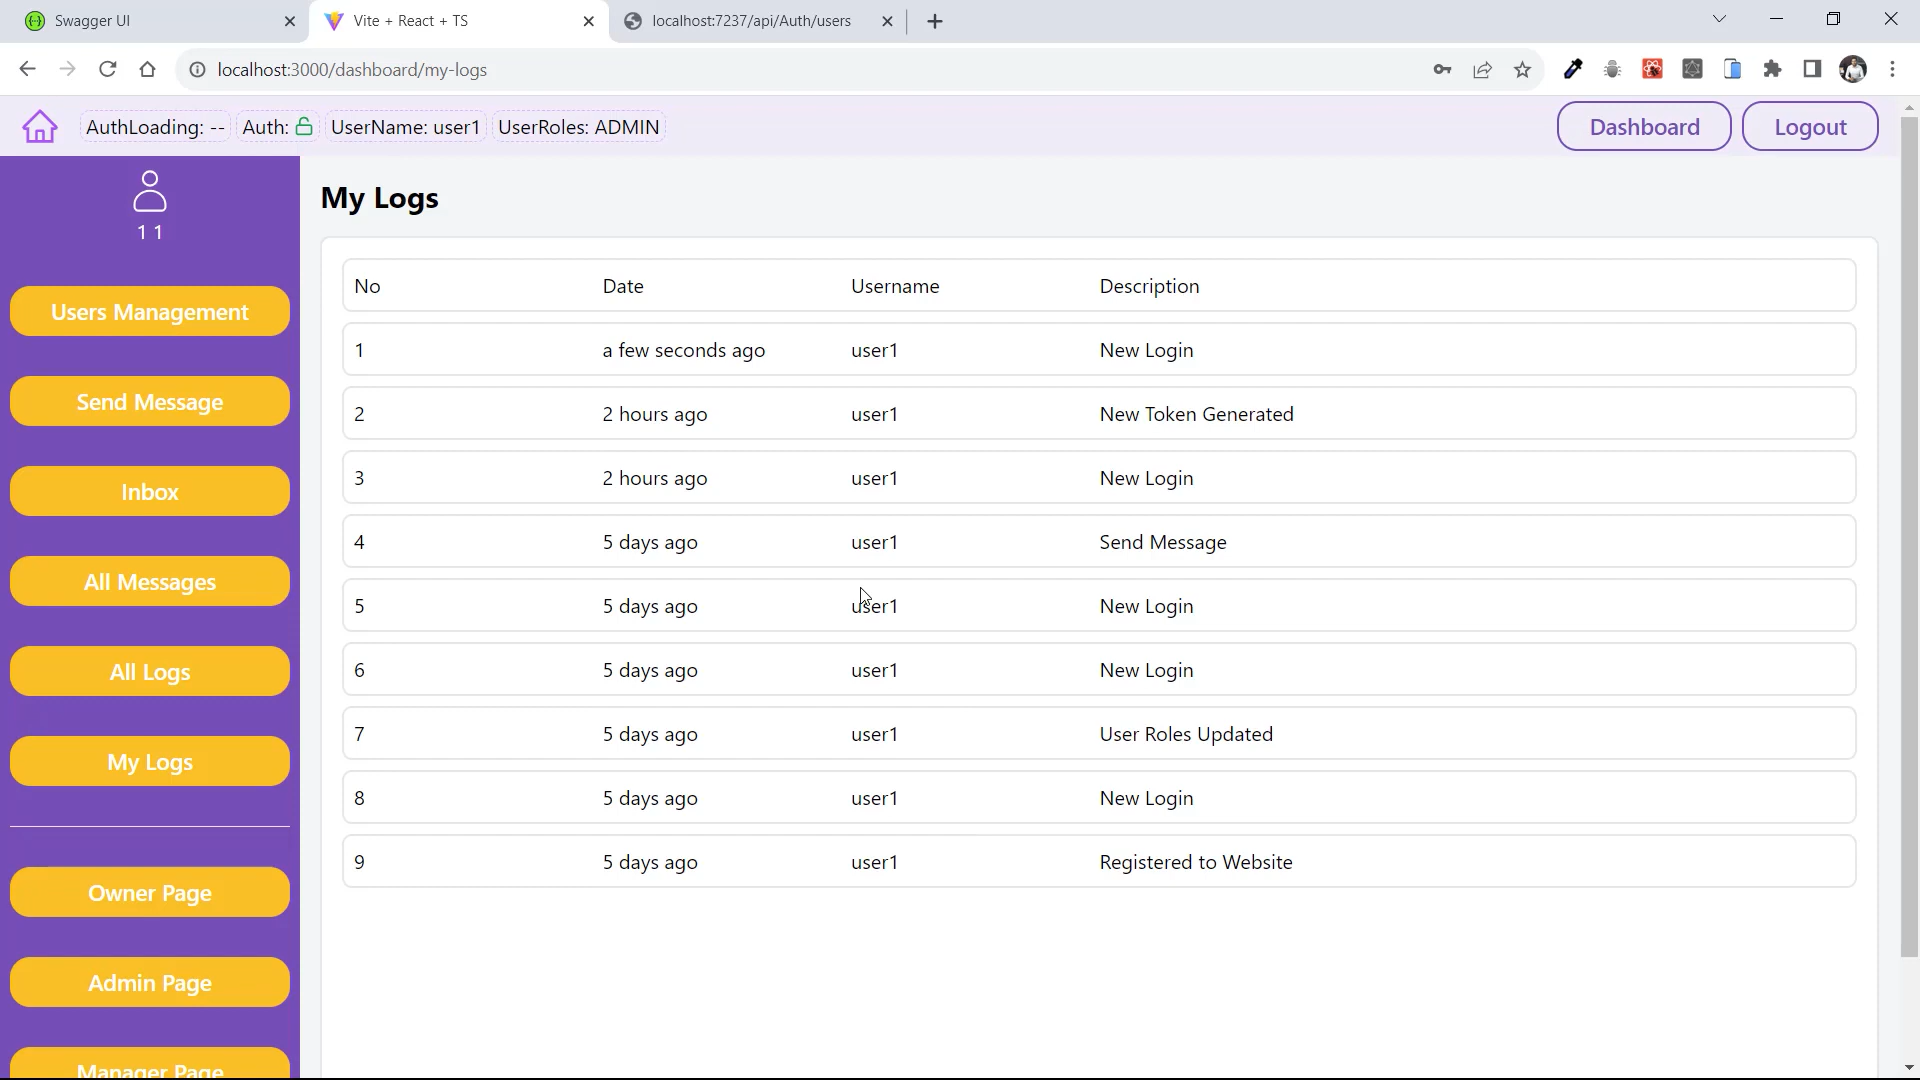 Swagger UI
Vite + React + TS
localhost:7237/api/Auth/users
localhost:3000/dashboard/my-logs
AuthLoading: -- Auth: UserName: user1 UserRoles: ADMIN
Dashboard
Logout
1 1
Users Management
Send Message
Inbox
All Messages
All Logs
My Logs
Owner Page
Admin Page
Manager Page
My Logs
No Date Username Description
1 a few seconds ago user1 New Login
2 2 hours ago user1 New Token Generated
3 2 hours ago user1 New Login
4 5 days ago user1 Send Message
5 5 days ago user1 New Login
6 5 days ago user1 New Login
7 5 days ago user1 User Roles Updated
8 5 days ago user1 New Login
9 5 days ago user1 Registered to Website